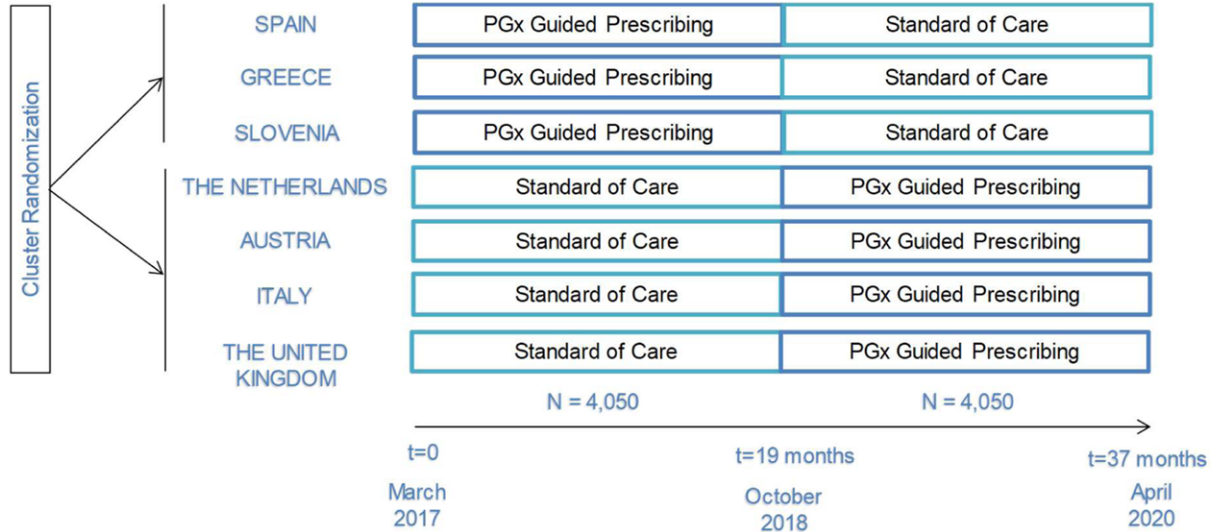 Cluster Randomization
SPAIN
PGx Guided Prescribing
Standard of Care
GREECE
PGx Guided Prescribing
Standard of Care
SLOVENIA
PGx Guided Prescribing
Standard of Care
THE NETHERLANDS
Standard of Care
PGx Guided Prescribing
AUSTRIA
Standard of Care
PGx Guided Prescribing
ITALY
Standard of Care
PGx Guided Prescribing
THE UNITED
KINGDOM
Standard of Care
PGx Guided Prescribing
N = 4,050
N = 4,050
t=0
t=19 months
t=37 months
March
2017
October
2018
April
2020